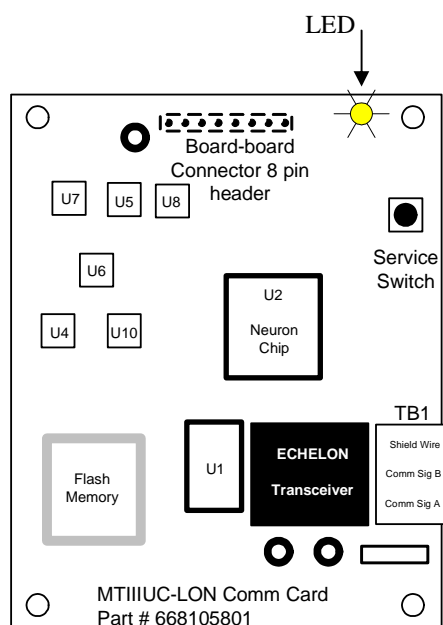 LED
Board-board
Connector 8 pin
header
U7
U5
U8
Service
Switch
U6
U2
Neuron
Chip
U4
U10
TB1
Shield Wire
Comm Sig B
Comm Sig A
U1
ECHELON
Transceiver
Flash
Memory
MTIIIUC-LON Comm Card
Part # 668105801